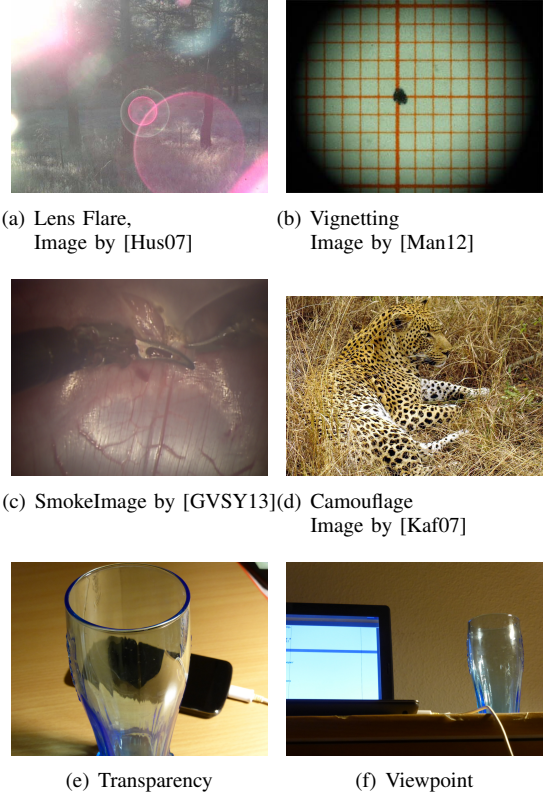 (a) Lens Flare,
Image by [Hus07]
(b) Vignetting
Image by [Man12]
(c) SmokeImage by [GVSY13]
(d) Camouflage
Image by [Kaf07]
(e) Transparency
(f) Viewpoint